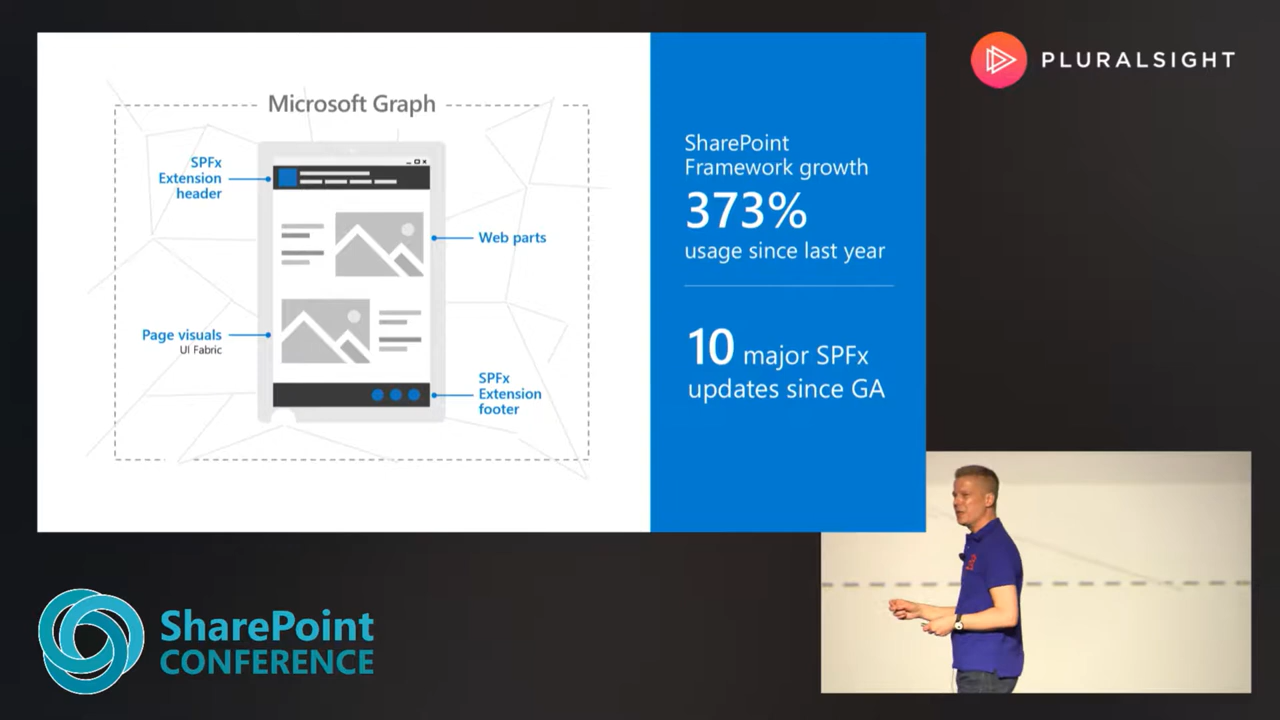 PLURALSIGHT
Microsoft Graph
SPFx
Extension
header
Web parts
Page visuals
UI Fabric
SPFx
Extension
footer
SharePoint
Framework growth
373%
usage since last year
10 major SPFx
updates since GA
SharePoint
CONFERENCE